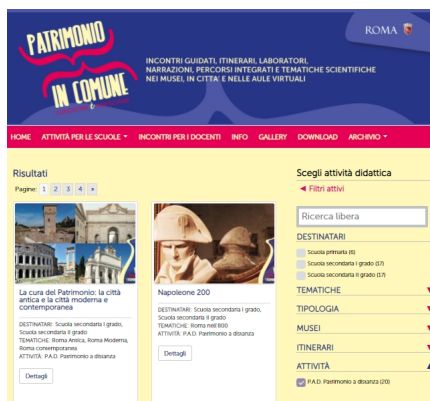 PATRIMONIO
IN COMUNE
ROMA
INCONTRI GUIDATI, ITINERARI, LABORATORI,
NARRAZIONI, PERCORSI INTEGRATI E TEMATICHE SCIENTIFICHE
NEI MUSEI, IN CITTA' E NELLE AULE VIRTUALI
HOME ATTIVITÀ PER LE SCUOLE INCONTRI PER I DOCENTI INFO GALLERY DOWNLOAD ARCHIVIO
Risultati
Pagine: 1 2 3 4 »
La cura del Patrimonio: la città
antica e la città moderna e
contemporanea
DESTINATARI: Scuola secondaria I grado,
Scuola secondaria II grado
TEMATICHE: Roma Antica, Roma Moderna,
Roma contemporanea
ATTIVITÀ: P.A.D. Patrimonio a distanza
Dettagli
Napoleone 200
DESTINATARI: Scuola secondaria I grado,
Scuola secondaria II grado
TEMATICHE: Roma nell'800
ATTIVITÀ: P.A.D. Patrimonio a distanza
Dettagli
Scegli attività didattica
Filtri attivi
Ricerca libera
DESTINATARI
Scuola primaria (6)
Scuola secondaria I grado (17)
Scuola secondaria II grado (17)
TEMATICHE
TIPOLOGIA
MUSEI
ITINERARI
ATTIVITÀ
P.A.D. Patrimonio a distanza (20)